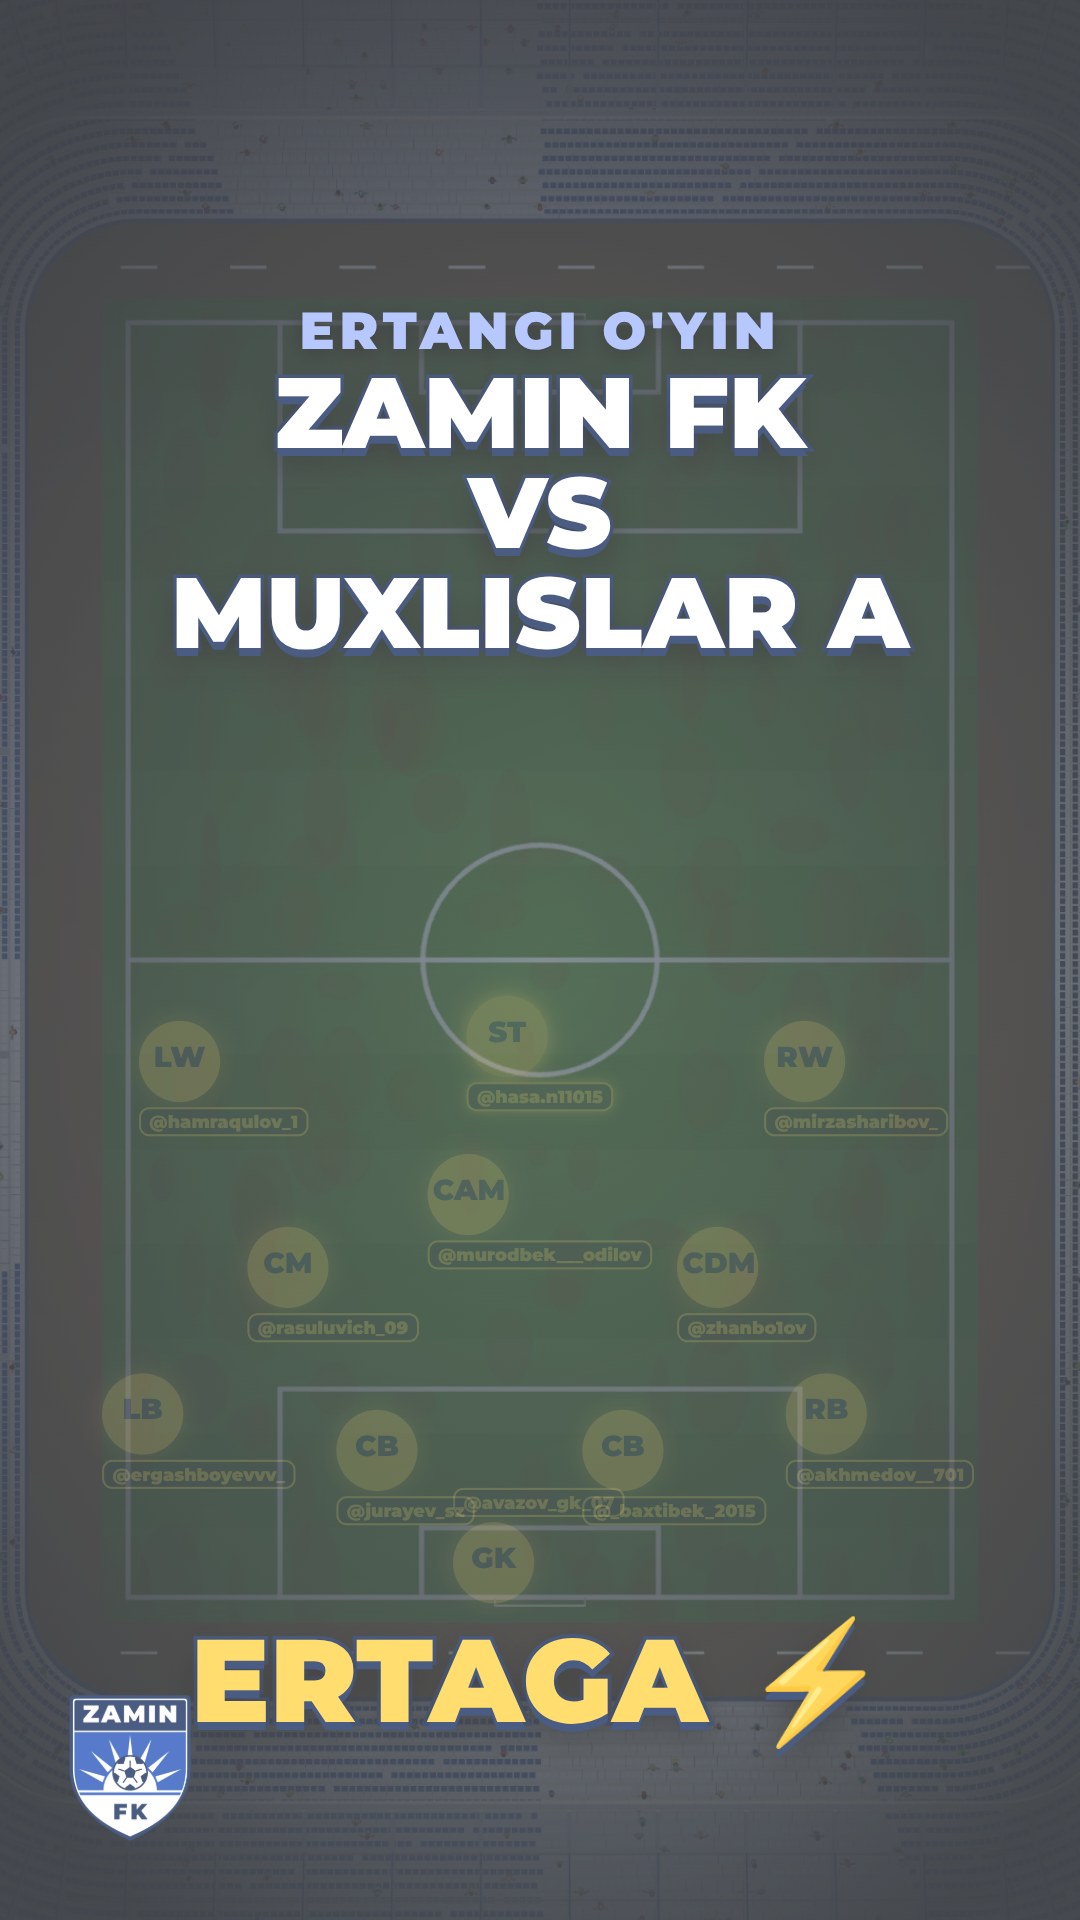 ERTANGI O'YIN
ZAMIN FK
VS
MUXLISLAR A
ST
@hasa.n11015
LW
@hamraqulov_1
RW
@mirzasharibov_
CAM
@murodbek___odilov
CM
@rasuluvich_09
CDM
@zhanbo1ov
LB
@ergashboyevvv_
RB
@akhmedov__701
CB
@jurayev_sz
CB
@_baxtibek_2015
@avazov_gk_07
GK
ERTAGA ⚡
ZAMIN
FK